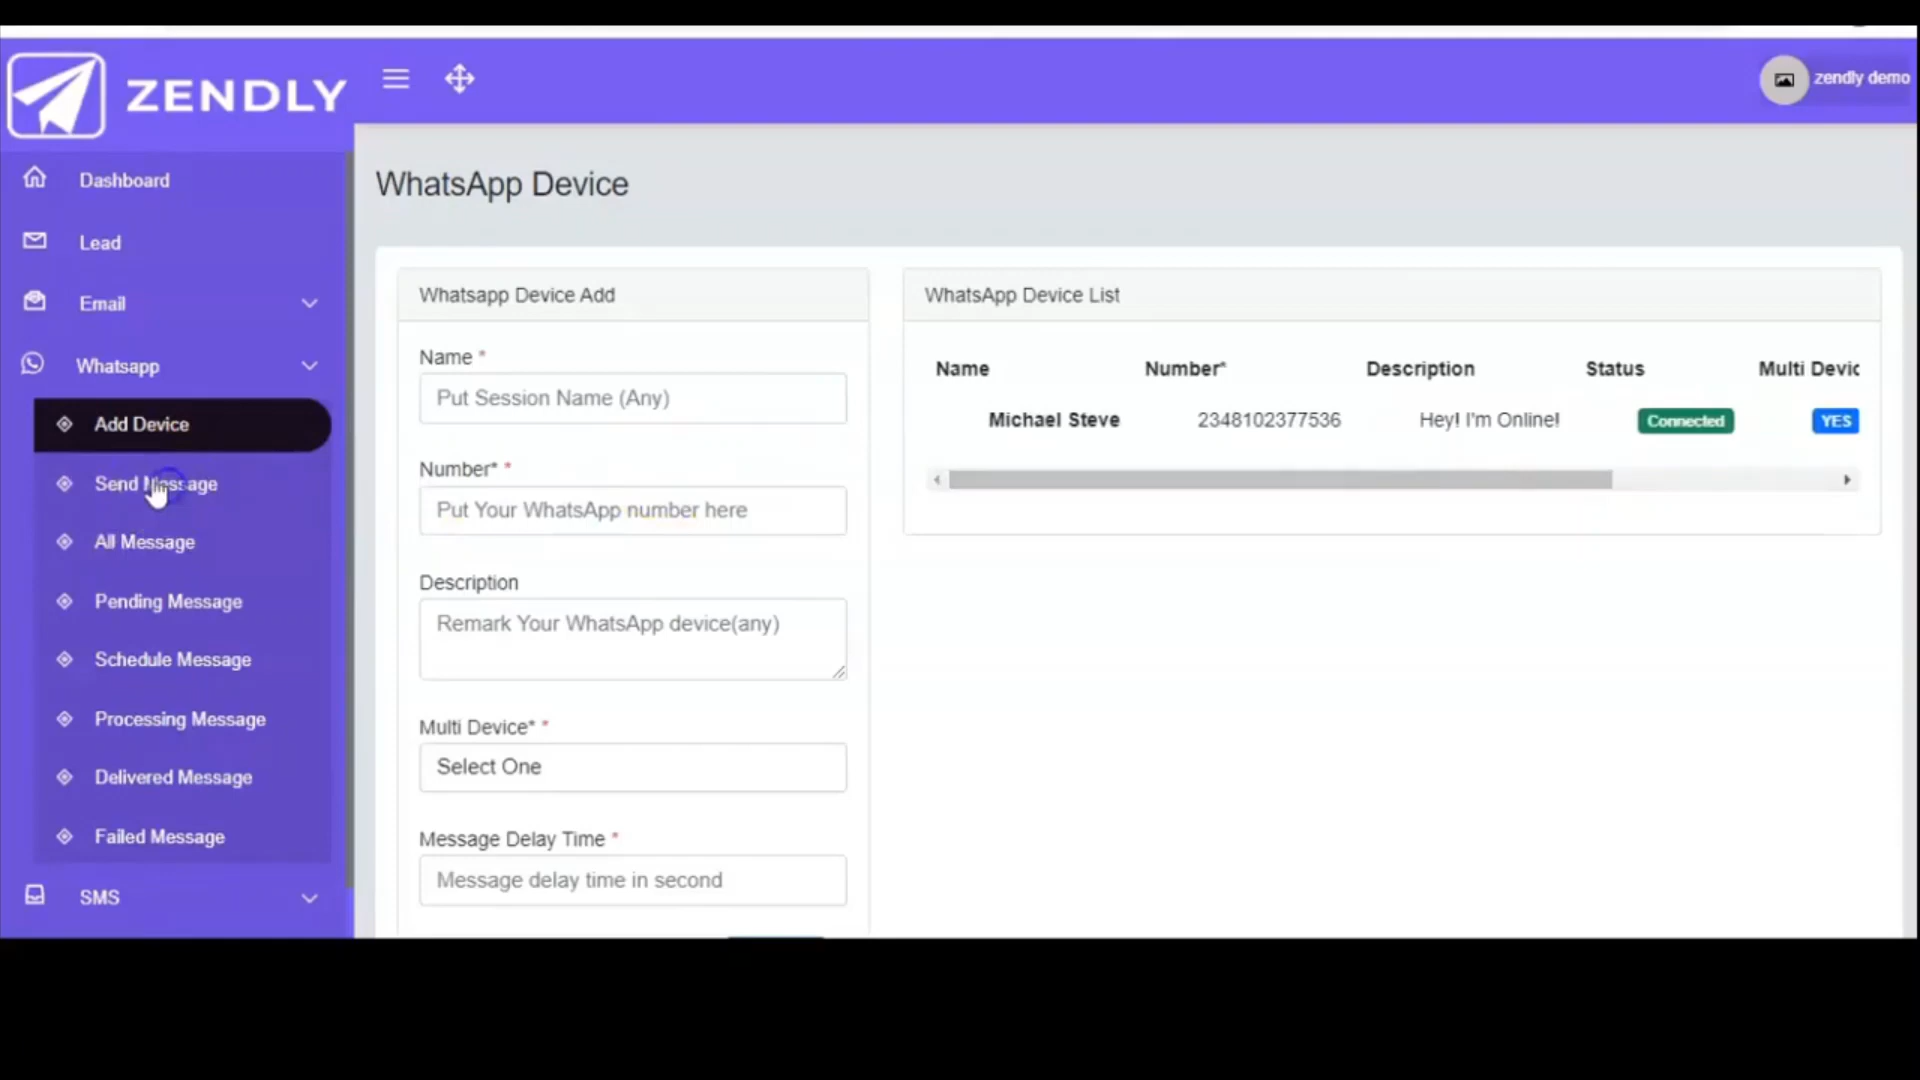 ZENDLY
zendly demo
Dashboard
Lead
Email
Whatsapp
Add Device
Send Message
All Message
Pending Message
Schedule Message
Processing Message
Delivered Message
Failed Message
SMS
WhatsApp Device
Whatsapp Device Add
Name *
Put Session Name (Any)
Number* *
Put Your WhatsApp number here
Description
Remark Your WhatsApp device(any)
Multi Device* *
Select One
Message Delay Time *
Message delay time in second
WhatsApp Device List
Name Number* Description Status Multi Devic
Michael Steve 2348102377536 Hey! I'm Online! Connected YES